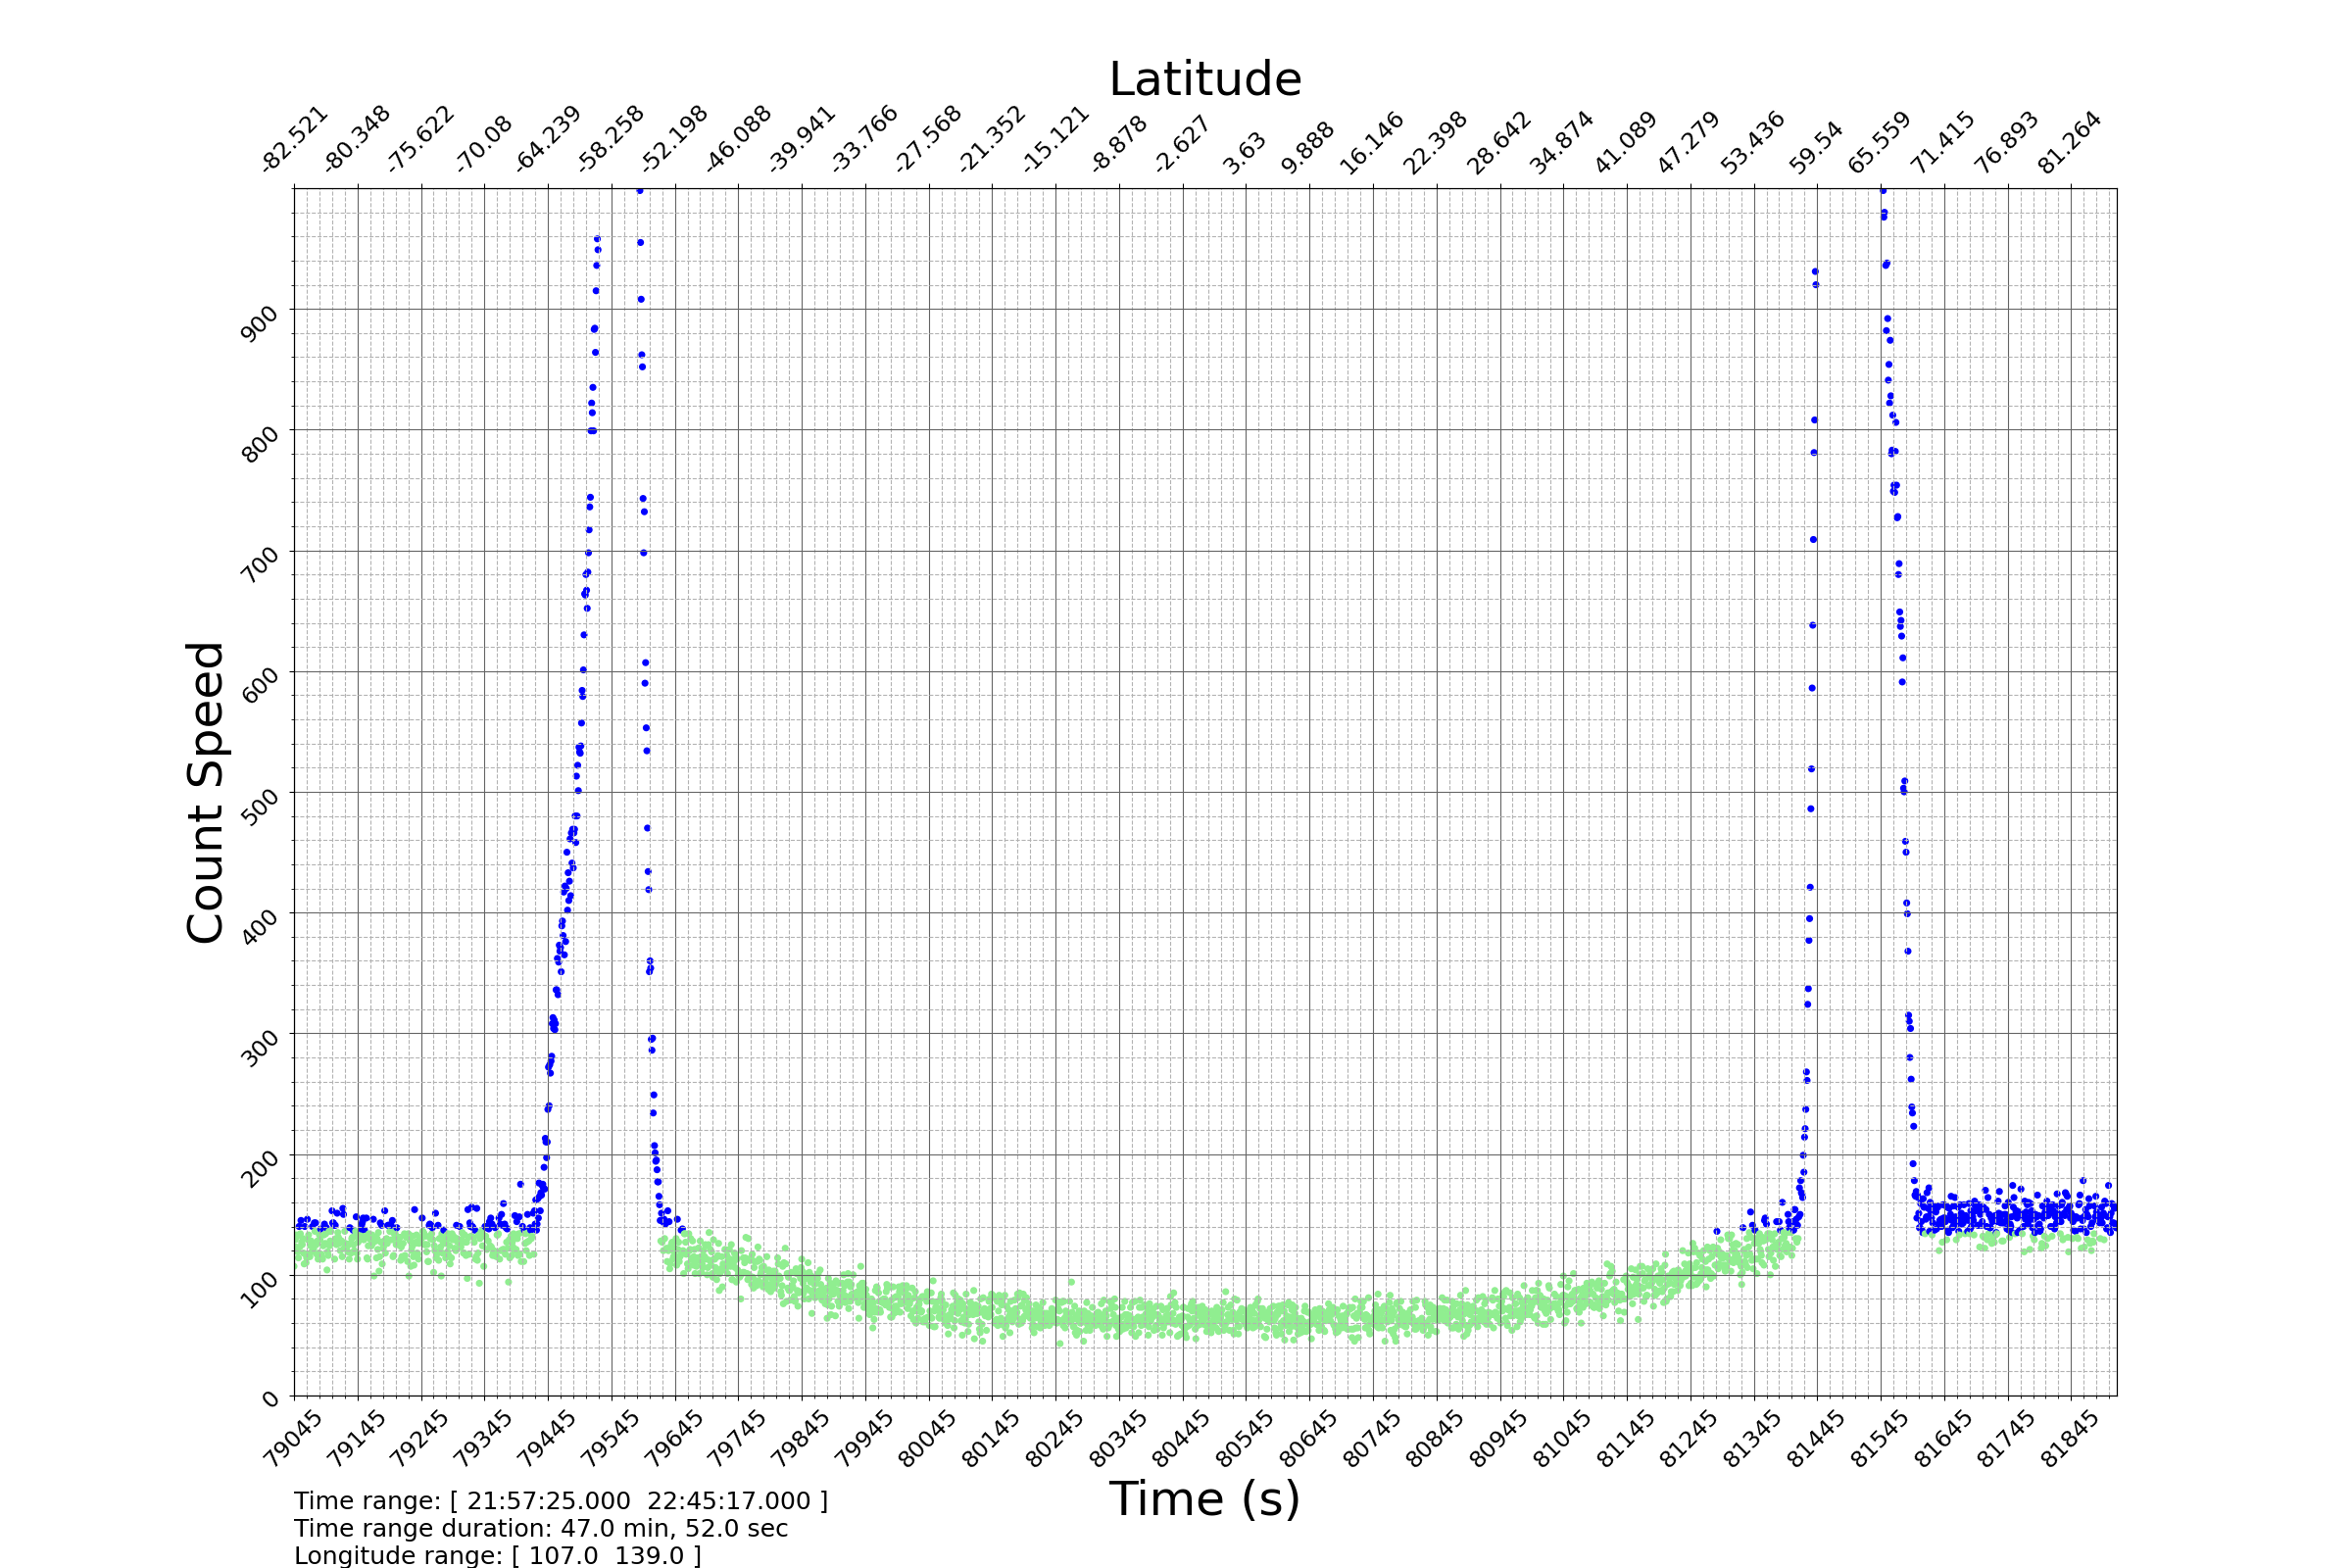 Latitude
-82.521 -80.348 -75.622 -70.08 -64.239 -58.258 -52.198 -46.088 -39.941 -33.766 -27.568 -21.352 -15.121 -8.878 -2.627 3.63 9.888 16.146 22.398 28.642 34.874 41.089 47.279 53.436 59.54 65.559 71.415 76.893 81.264
900
800
700
600
500
400
300
200
100
0
Count Speed
79045 79145 79245 79345 79445 79545 79645 79745 79845 79945 80045 80145 80245 80345 80445 80545 80645 80745 80845 80945 81045 81145 81245 81345 81445 81545 81645 81745 81845
Time (s)
Time range: [ 21:57:25.000  22:45:17.000 ]
Time range duration: 47.0 min, 52.0 sec
Longitude range: [ 107.0  139.0 ]